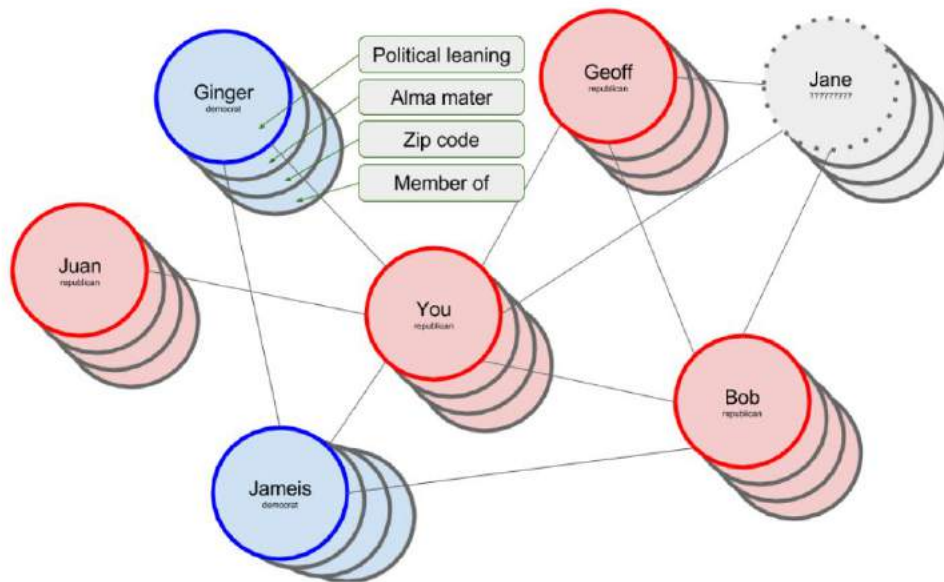 Political leaning
Alma mater
Zip code
Member of
Ginger
democrat
Geoff
republican
Jane
?????????
Juan
republican
You
republican
Bob
republican
Jameis
democrat